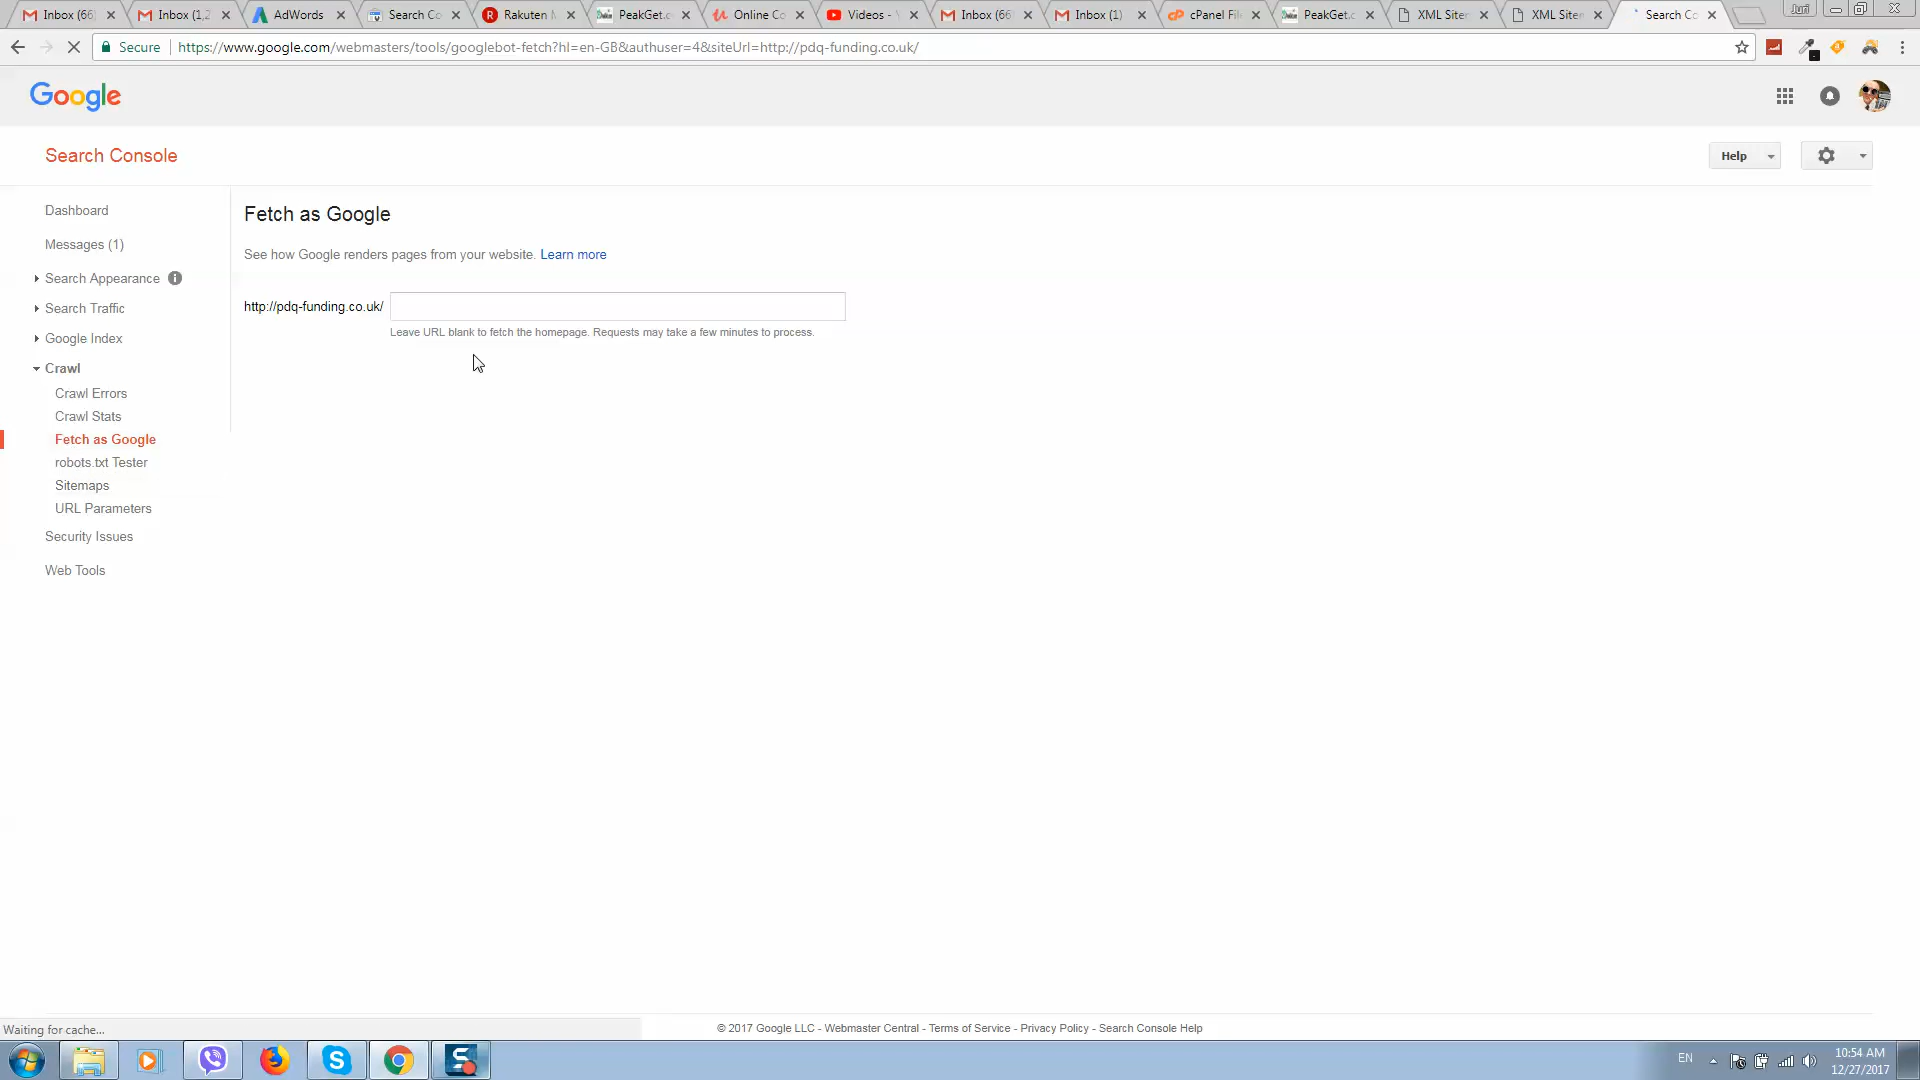 Inbox (66)
Inbox (1,2
AdWords
Search Co
Rakuten
PeakGet.c
Online Co
Videos -
Inbox (66
Inbox (1)
cPanel Fil
PeakGet.c
XML Siter
XML Site
Search Co
Juri
Secure
https://www.google.com/webmasters/tools/googlebot-fetch?hl=en-GB&authuser=4&siteUrl=http://pdq-funding.co.uk/
Google
Search Console
Help
Dashboard
Messages (1)
Search Appearance
Search Traffic
Google Index
Crawl
Crawl Errors
Crawl Stats
Fetch as Google
robots.txt Tester
Sitemaps
URL Parameters
Security Issues
Web Tools
Fetch as Google
See how Google renders pages from your website. Learn more
http://pdq-funding.co.uk/
Leave URL blank to fetch the homepage. Requests may take a few minutes to process.
Waiting for cache...
© 2017 Google LLC - Webmaster Central - Terms of Service - Privacy Policy - Search Console Help
EN
10:54 AM
12/27/2017